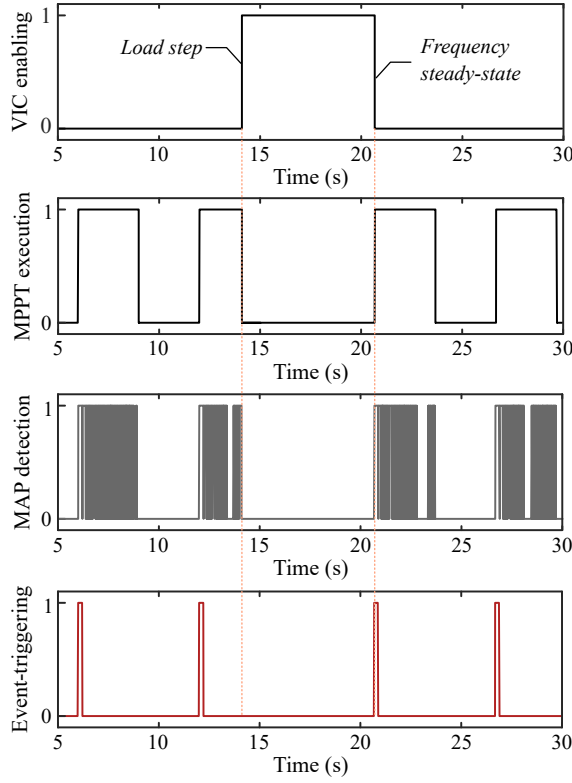 VIC enabling
1
0
Load step
Frequency
steady-state
5 10 15 20 25 30
Time (s)
MPPT execution
1
0
5 10 15 20 25 30
Time (s)
MAP detection
1
0
5 10 15 20 25 30
Time (s)
Event-triggering
1
0
5 10 15 20 25 30
Time (s)